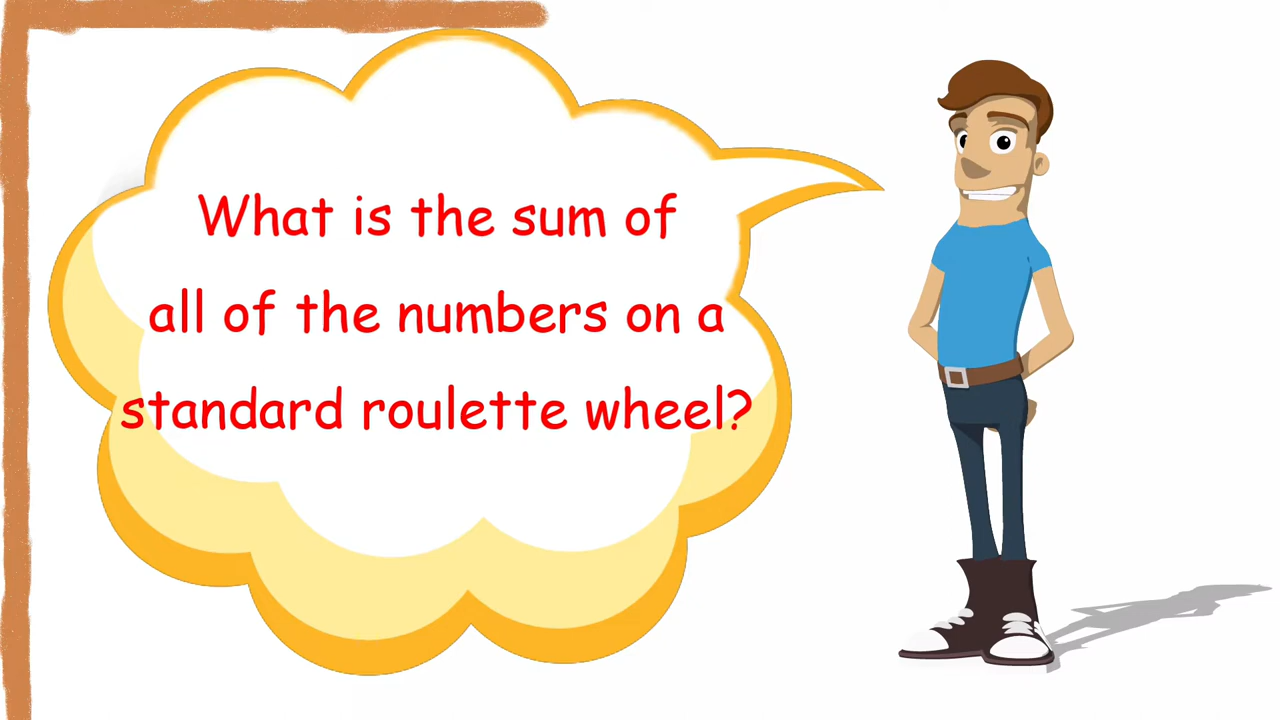 What is the sum of
all of the numbers on a
standard roulette wheel?